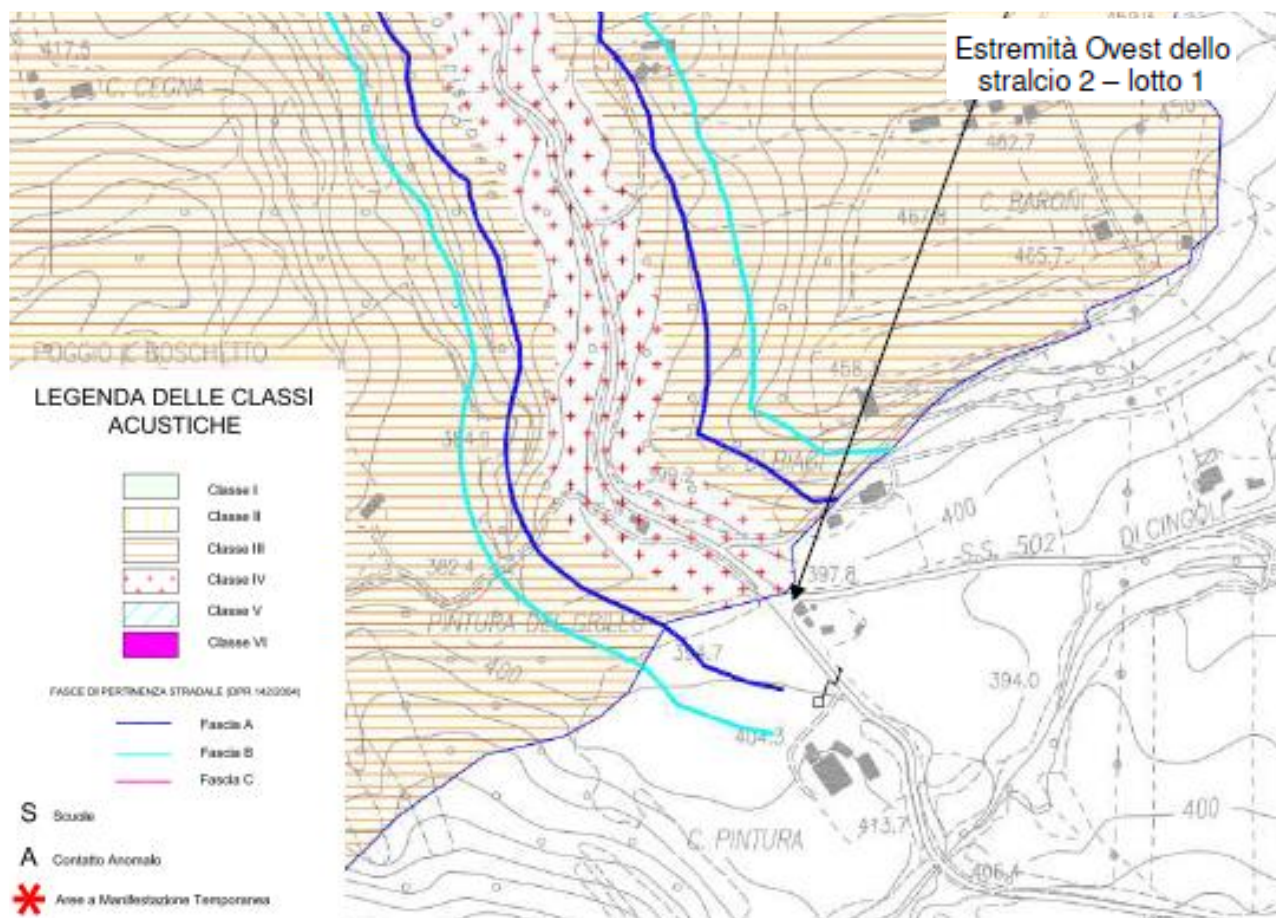 417.5
C. CEGNA
Estremità Ovest dello
stralcio 2 – lotto 1
462.7
C. BARONI
465.7
POGGIO IL BOSCHETTO
458
LEGENDA DELLE CLASSI
ACUSTICHE
Classe I
Classe II
Classe III
Classe IV
Classe V
Classe VI
FASCE DI PERTINENZA STRADALE (DPR 142/2004)
Fascia A
Fascia B
Fascia C
S Scuole
A Contatto Anomalo
Aree a Manifestazione Temporanea
400
S.S. 502
DI CINGOLI
397.8
382.4
PINTURA DEL GRILLO
400
394.0
404.3
C. PINTURA
413.7
400
406.4